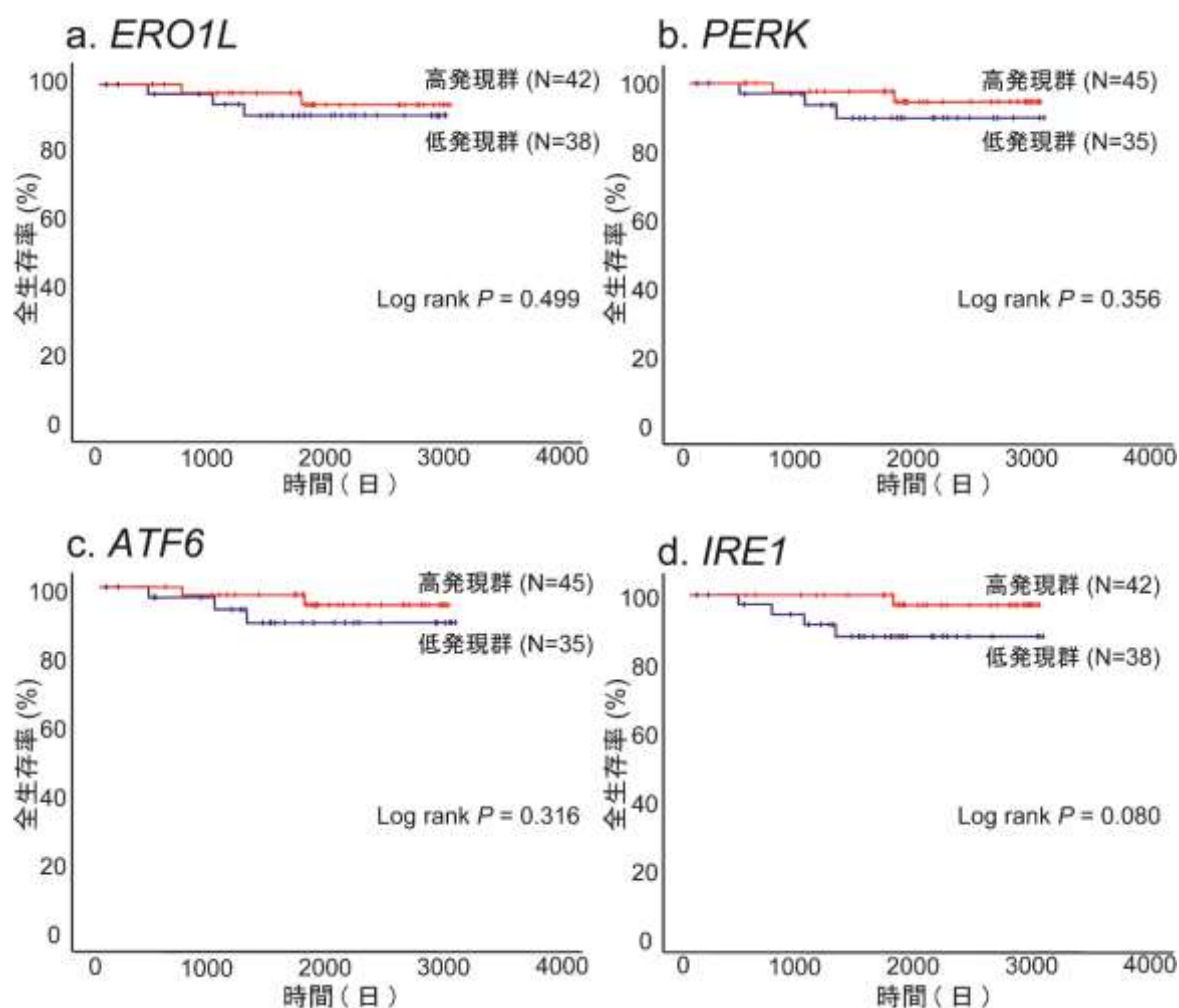 a. ERO1L
100
80
60
40
20
0
全生存率 (%)
高発現群 (N=42)
低発現群 (N=38)
Log rank P = 0.499
0 1000 2000 3000 4000
時間 ( 日 )
b. PERK
100
80
60
40
20
0
全生存率 (%)
高発現群 (N=45)
低発現群 (N=35)
Log rank P = 0.356
0 1000 2000 3000 4000
時間 ( 日 )
c. ATF6
100
80
60
40
20
0
全生存率 (%)
高発現群 (N=45)
低発現群 (N=35)
Log rank P = 0.316
0 1000 2000 3000 4000
時間 ( 日 )
d. IRE1
100
80
60
40
20
0
全生存率 (%)
高発現群 (N=42)
低発現群 (N=38)
Log rank P = 0.080
0 1000 2000 3000 4000
時間 ( 日 )